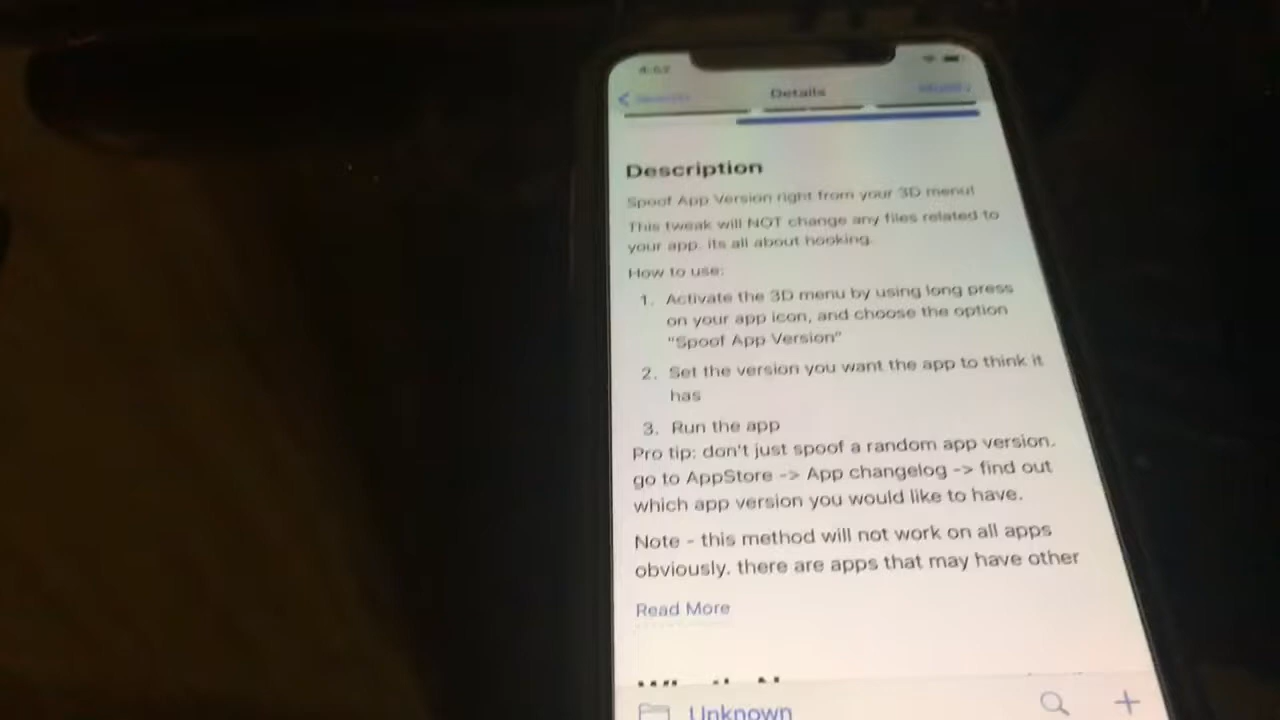 4:57
Details
Modify
Description
Spoof App Version right from your 3D menu!
This tweak will NOT change any files related to
your app. its all about hooking.
How to use:
1. Activate the 3D menu by using long press
on your app icon, and choose the option
"Spoof App Version"
2. Set the version you want the app to think it
has
3. Run the app
Pro tip: don't just spoof a random app version.
go to AppStore -> App changelog -> find out
which app version you would like to have.
Note - this method will not work on all apps
obviously. there are apps that may have other
Read More
Unknown